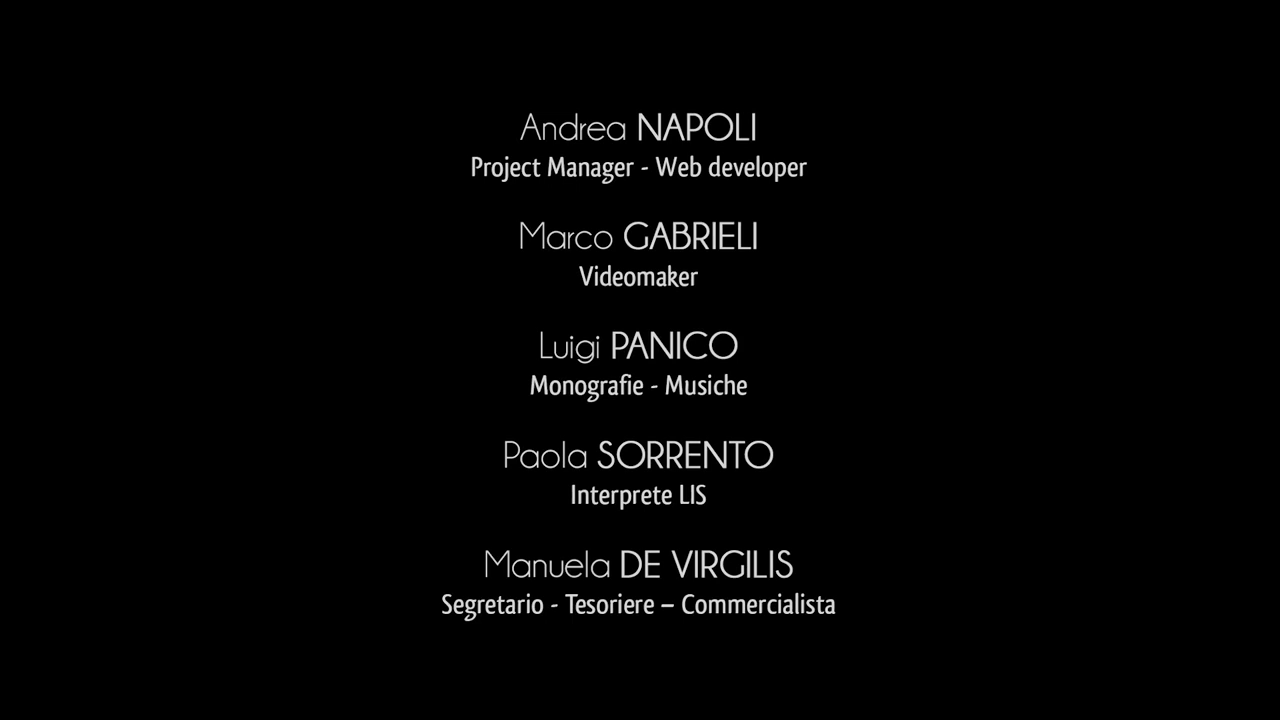 Andrea NAPOLI
Project Manager - Web developer
Marco GABRIELI
Videomaker
Luigi PANICO
Monografie - Musiche
Paola SORRENTO
Interprete LIS
Manuela DE VIRGILIS
Segretario - Tesoriere – Commercialista